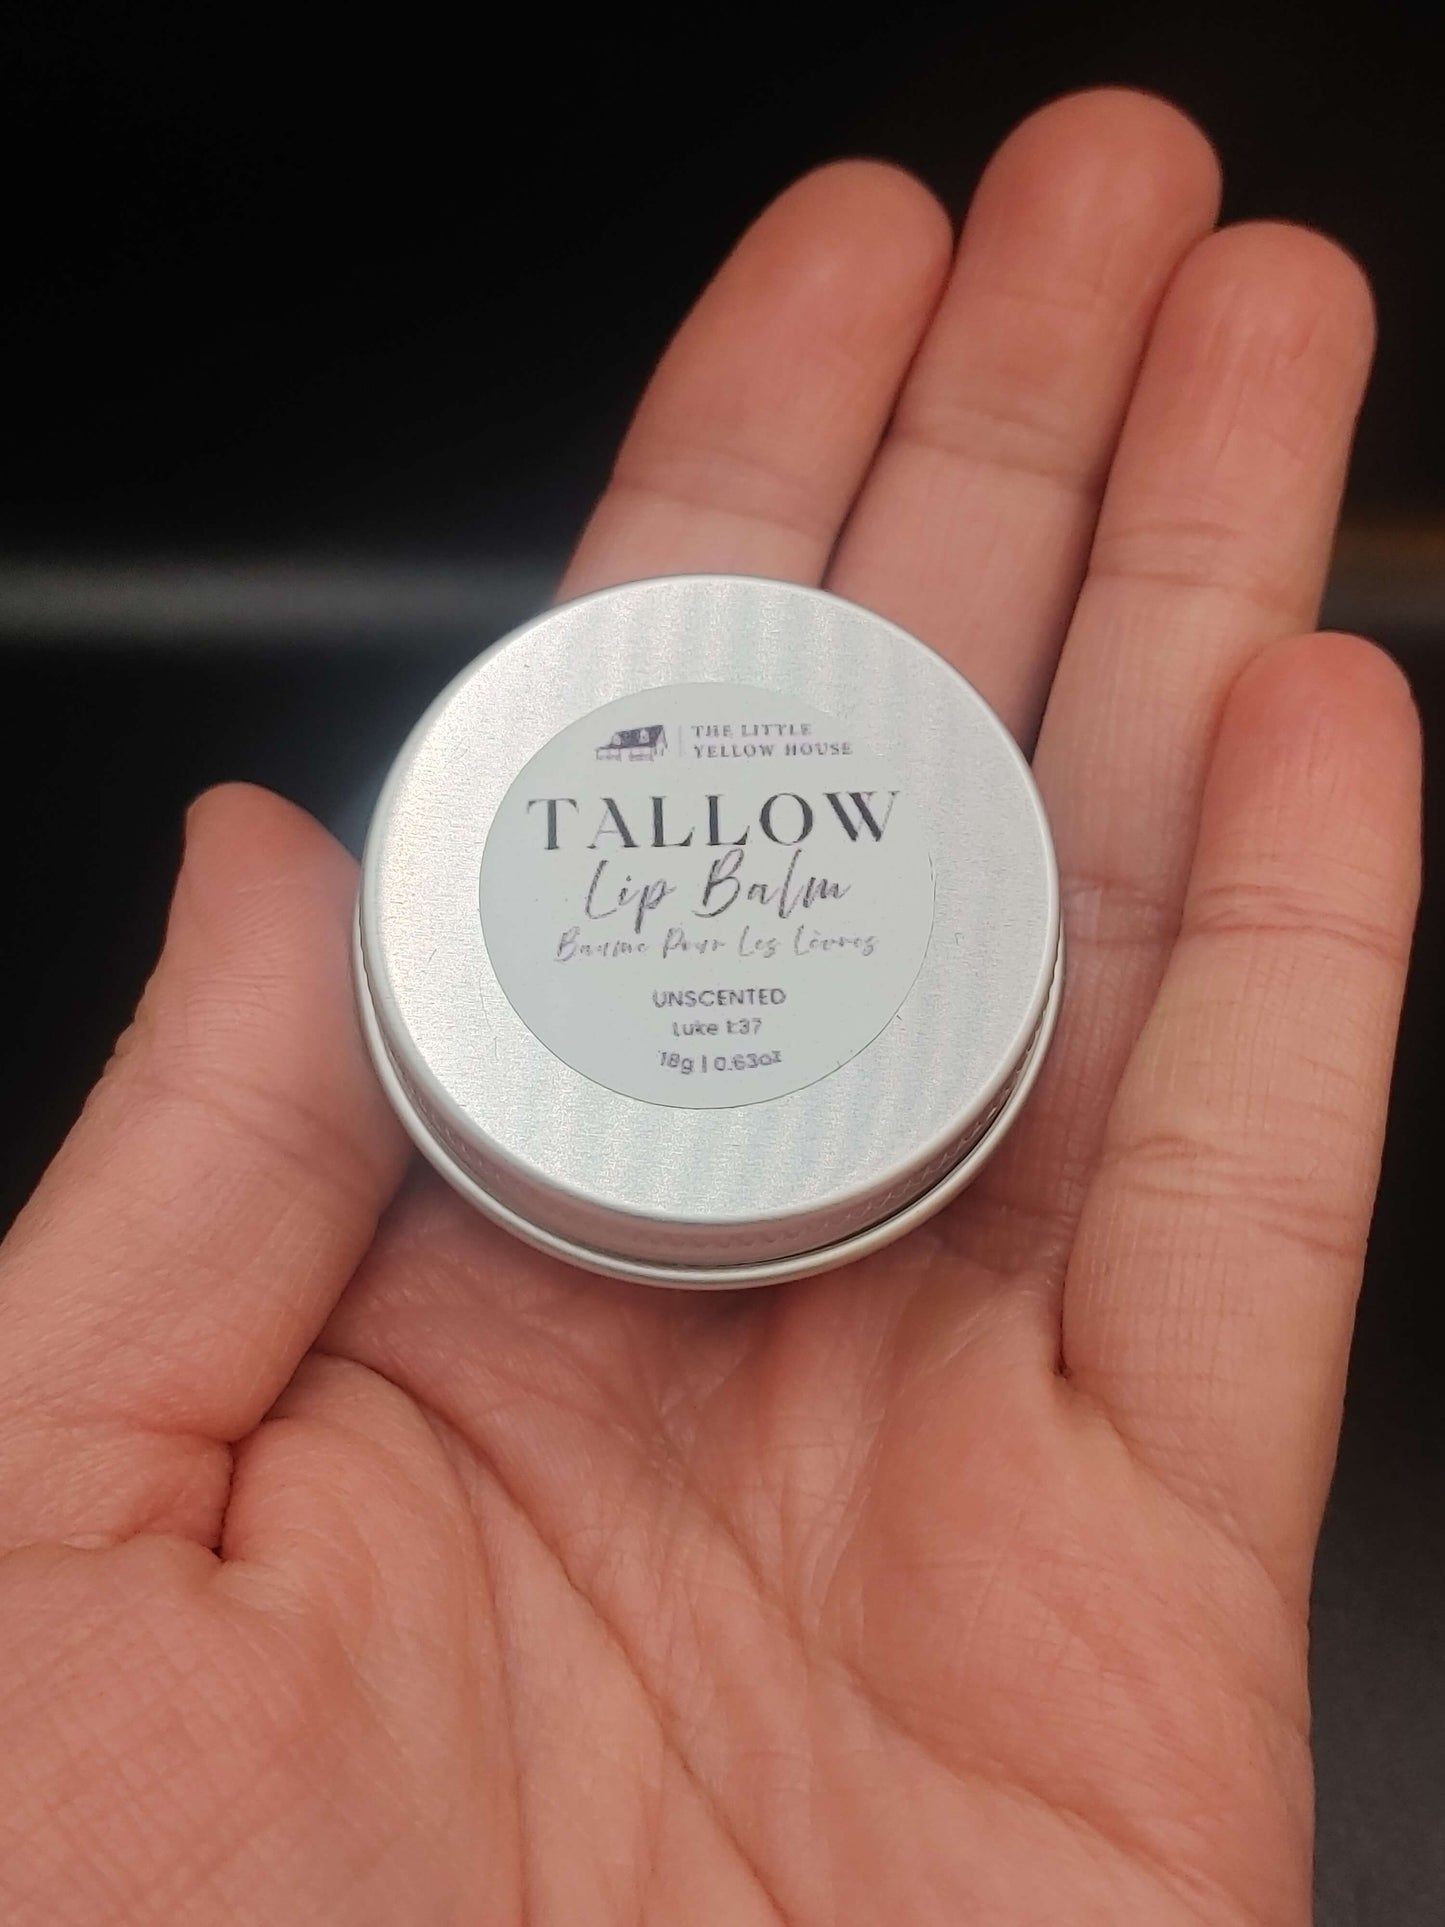 THE LITTLE
YELLOW HOUSE
TALLOW
Lip Balm
Baume Pour Les Lèvres
UNSCENTED
Luke 1:37
18g | 0.63oz